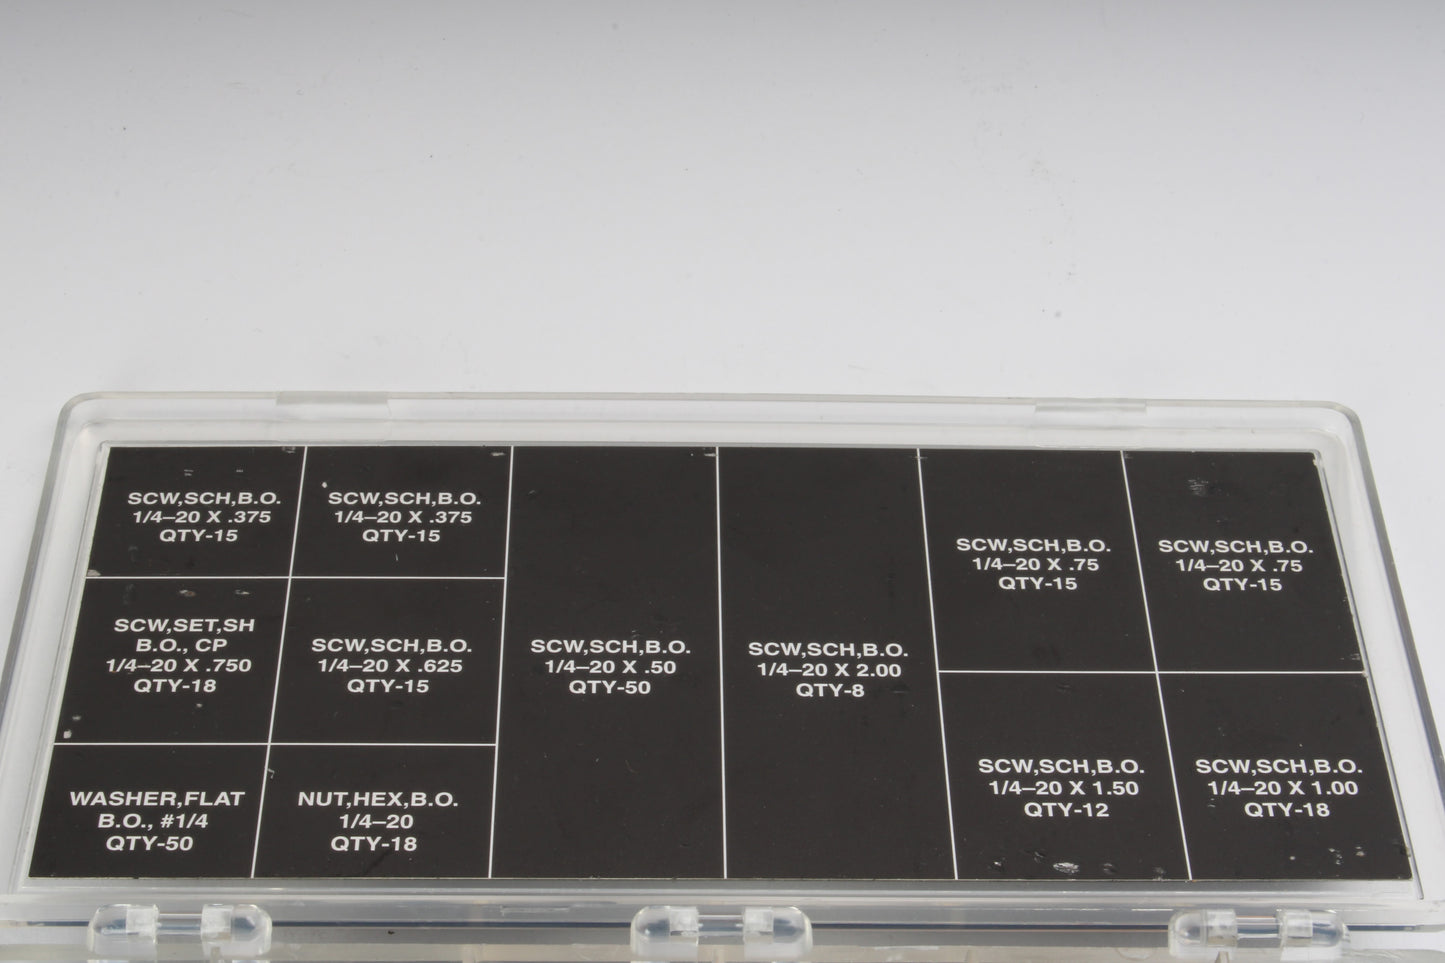 SCW,SCH,B.O.
1/4–20 X .375
QTY-15
SCW,SCH,B.O.
1/4–20 X .375
QTY-15
SCW,SET,SH
B.O., CP
1/4–20 X .750
QTY-18
SCW,SCH,B.O.
1/4–20 X .625
QTY-15
WASHER,FLAT
B.O., #1/4
QTY-50
NUT,HEX,B.O.
1/4–20
QTY-18
SCW,SCH,B.O.
1/4–20 X .50
QTY-50
SCW,SCH,B.O.
1/4–20 X 2.00
QTY-8
SCW,SCH,B.O.
1/4–20 X .75
QTY-15
SCW,SCH,B.O.
1/4–20 X .75
QTY-15
SCW,SCH,B.O.
1/4–20 X 1.50
QTY-12
SCW,SCH,B.O.
1/4–20 X 1.00
QTY-18